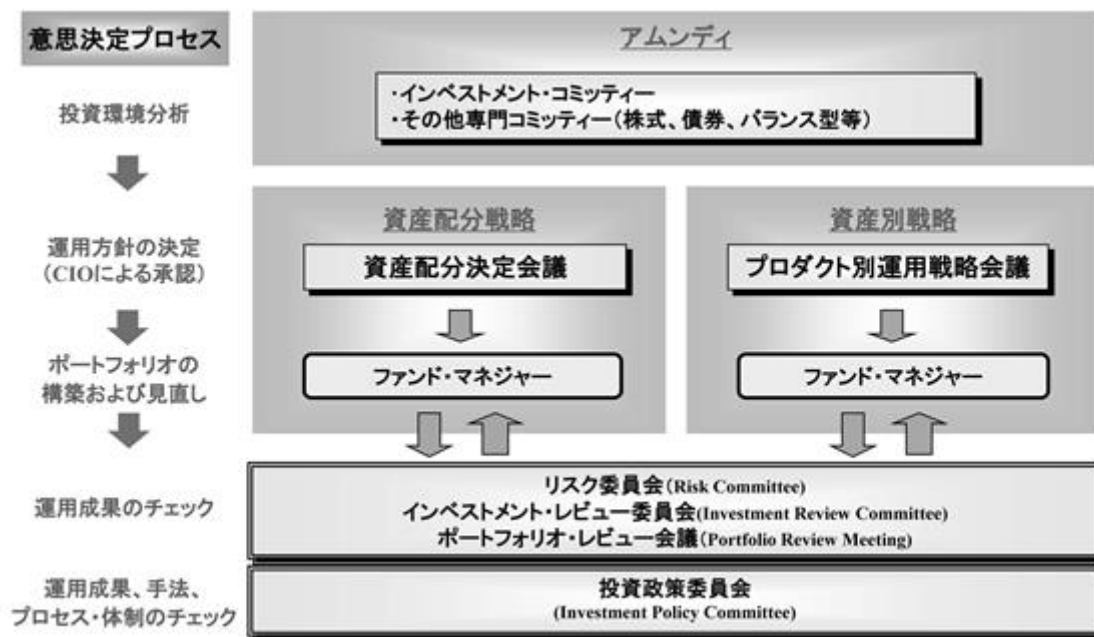 意思決定プロセス
アムンディ
投資環境分析
・インベストメント・コミッティー
・その他専門コミッティー(株式、債券、バランス型等)
資産配分戦略
資産別戦略
運用方針の決定
(CIOによる承認)
資産配分決定会議
プロダクト別運用戦略会議
ポートフォリオの
構築および見直し
ファンド・マネジャー
ファンド・マネジャー
運用成果のチェック
リスク委員会(Risk Committee)
インベストメント・レビュー委員会(Investment Review Committee)
ポートフォリオ・レビュー会議(Portfolio Review Meeting)
運用成果、手法、
プロセス・体制のチェック
投資政策委員会
(Investment Policy Committee)